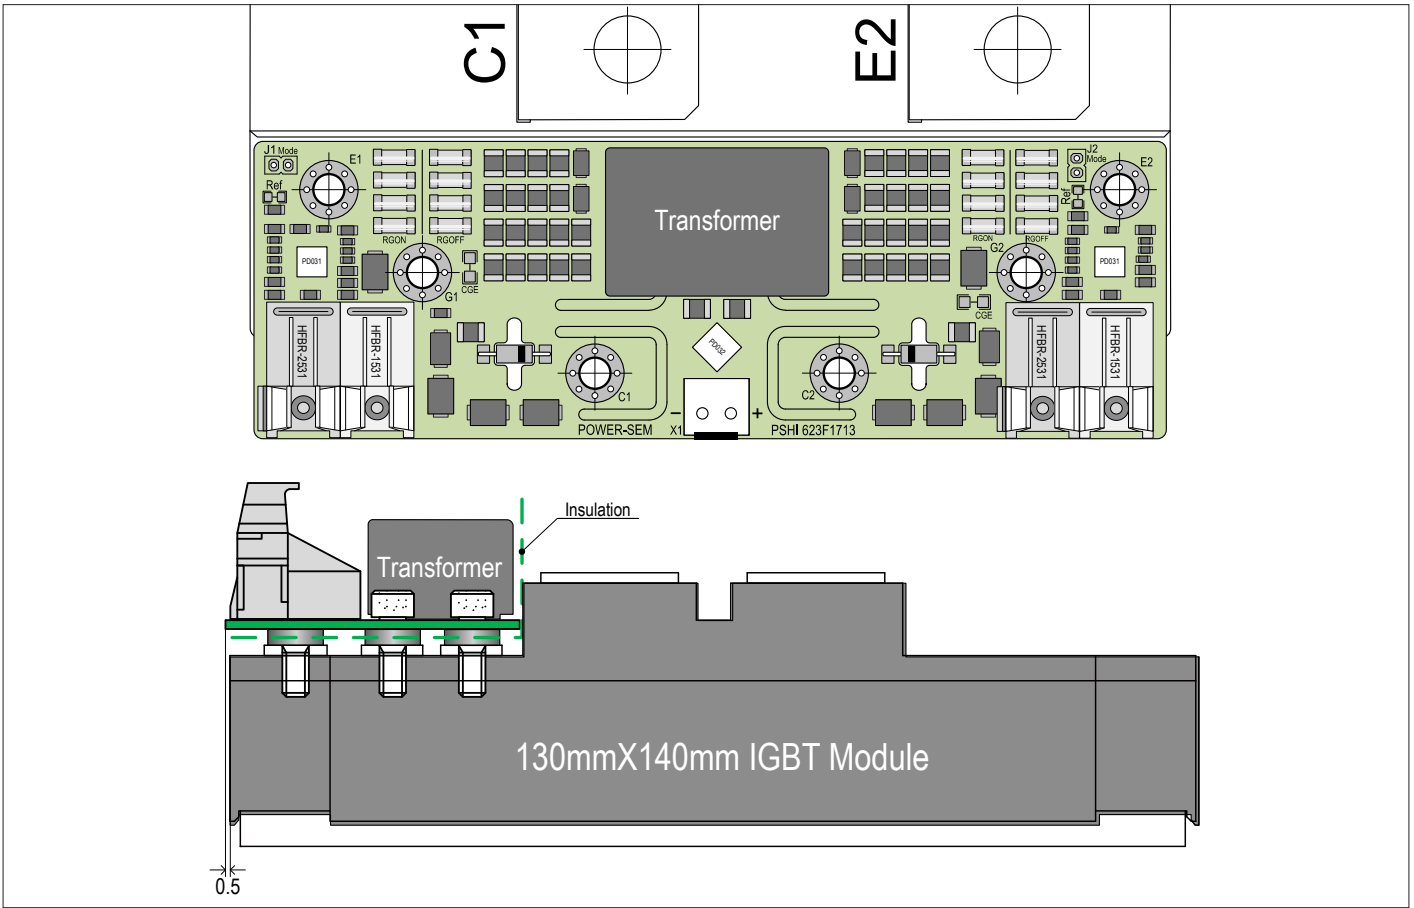 C1
E2
J1 Mode
E1
Ref
RGON
RGOFF
PD031
G1
CGE
HFBR-2531
HFBR-1531
Transformer
J2
Mode
E2
Ref
RGON
RGOFF
G2
PD031
CGE
HFBR-2531
HFBR-1531
PD032
C1
C2
POWER-SEM
X1
-
+
PSHI 623F1713
Insulation
Transformer
130mmX140mm IGBT Module
0.5